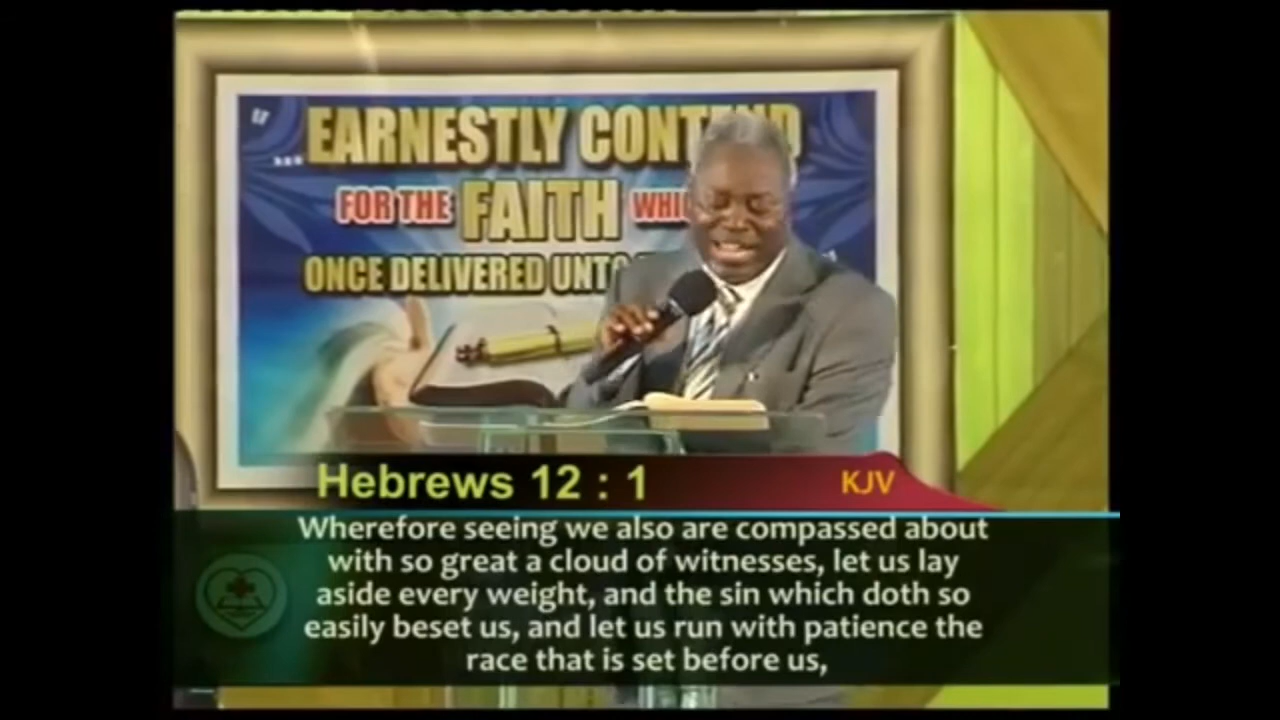 "
...EARNESTLY CONTEND
FOR THE FAITH WHI
ONCE DELIVERED UNTO
Hebrews 12 : 1
KJV
Wherefore seeing we also are compassed about
with so great a cloud of witnesses, let us lay
aside every weight, and the sin which doth so
easily beset us, and let us run with patience the
race that is set before us,